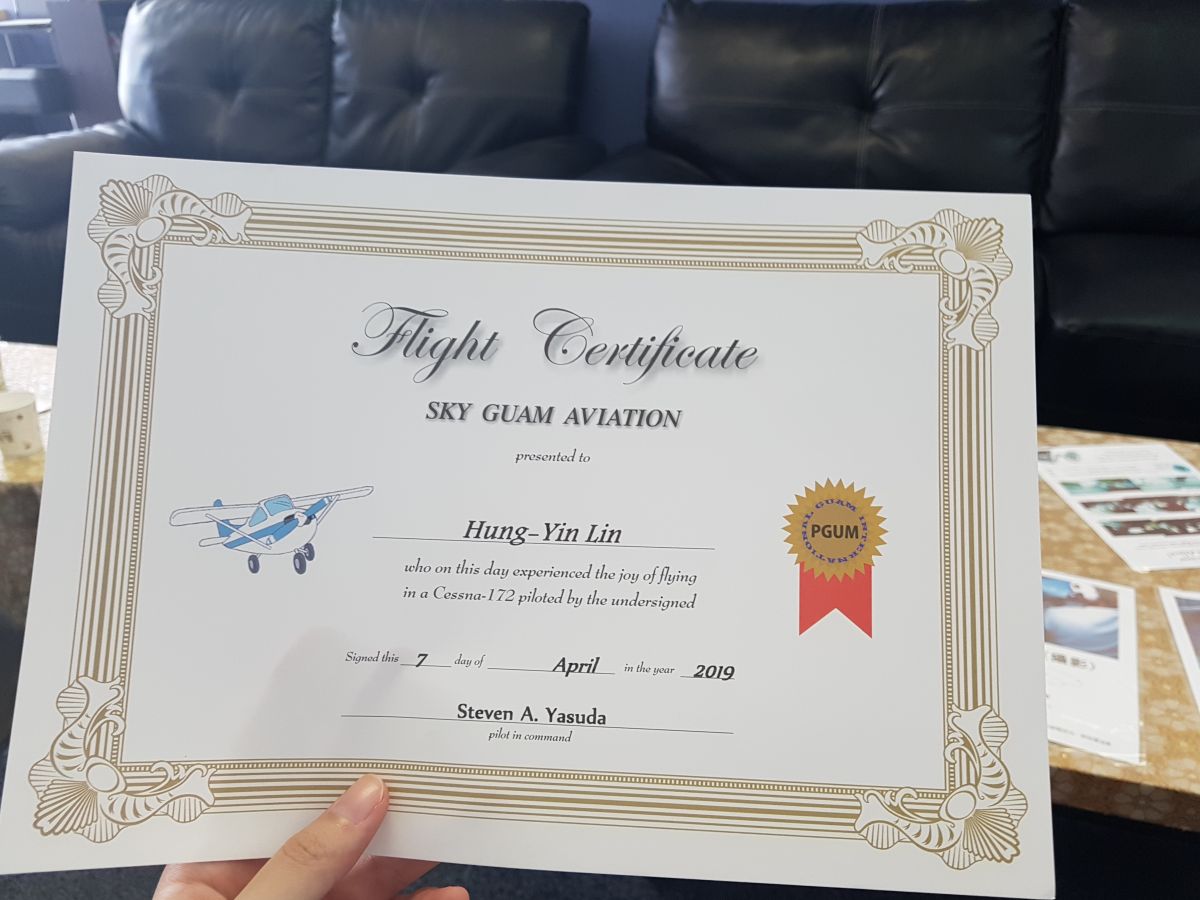 Flight Certificate
SKY GUAM AVIATION
presented to
Hung-Yin Lin
who on this day experienced the joy of flying
in a Cessna-172 piloted by the undersigned
GUAM INTERNATIONAL
PGUM
Signed this 7 day of April in the year 2019
Steven A. Yasuda
pilot in command